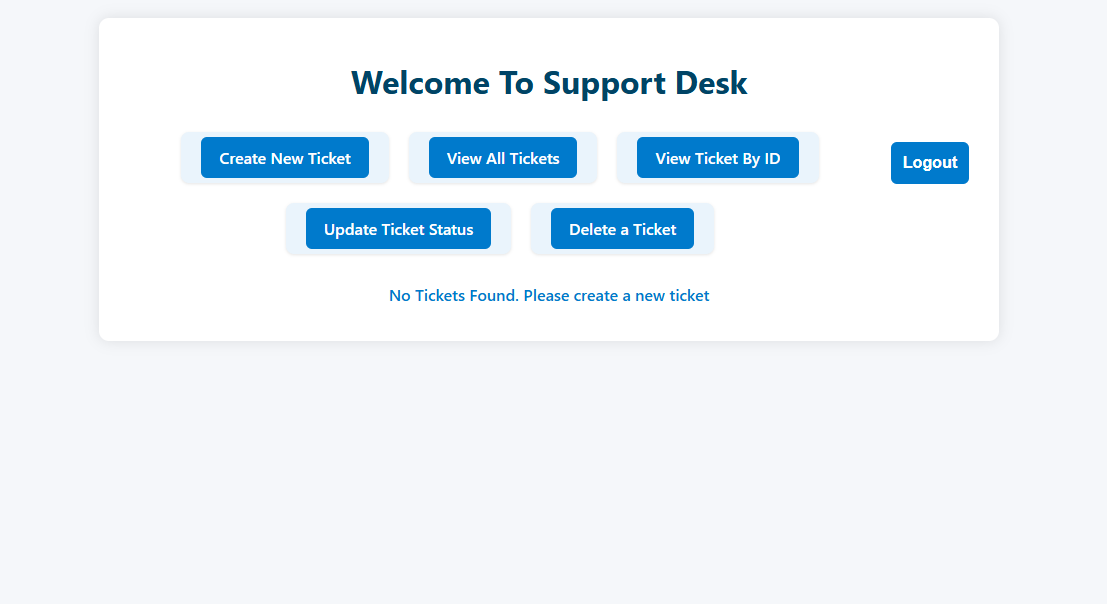 Welcome To Support Desk
Create New Ticket
View All Tickets
View Ticket By ID
Logout
Update Ticket Status
Delete a Ticket
No Tickets Found. Please create a new ticket